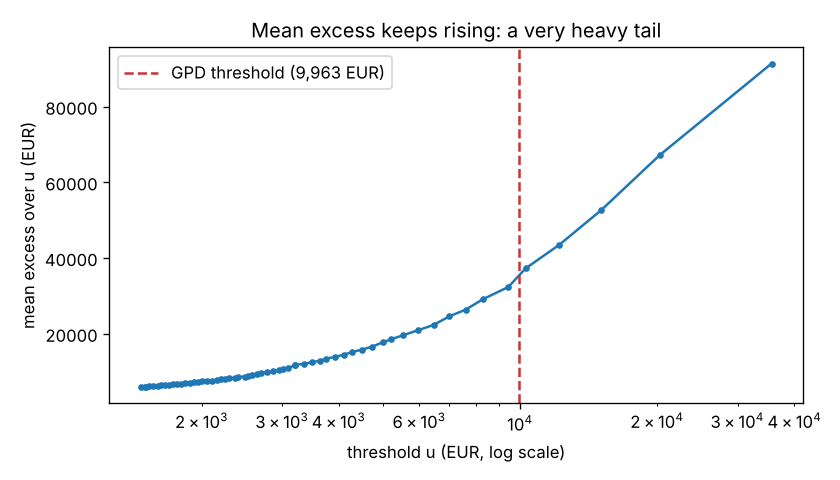 Mean excess keeps rising: a very heavy tail
GPD threshold (9,963 EUR)
mean excess over u (EUR)
80000
60000
40000
20000
2 × 10³ 3 × 10³ 4 × 10³ 6 × 10³ 10⁴ 2 × 10⁴ 3 × 10⁴ 4 × 10⁴
threshold u (EUR, log scale)